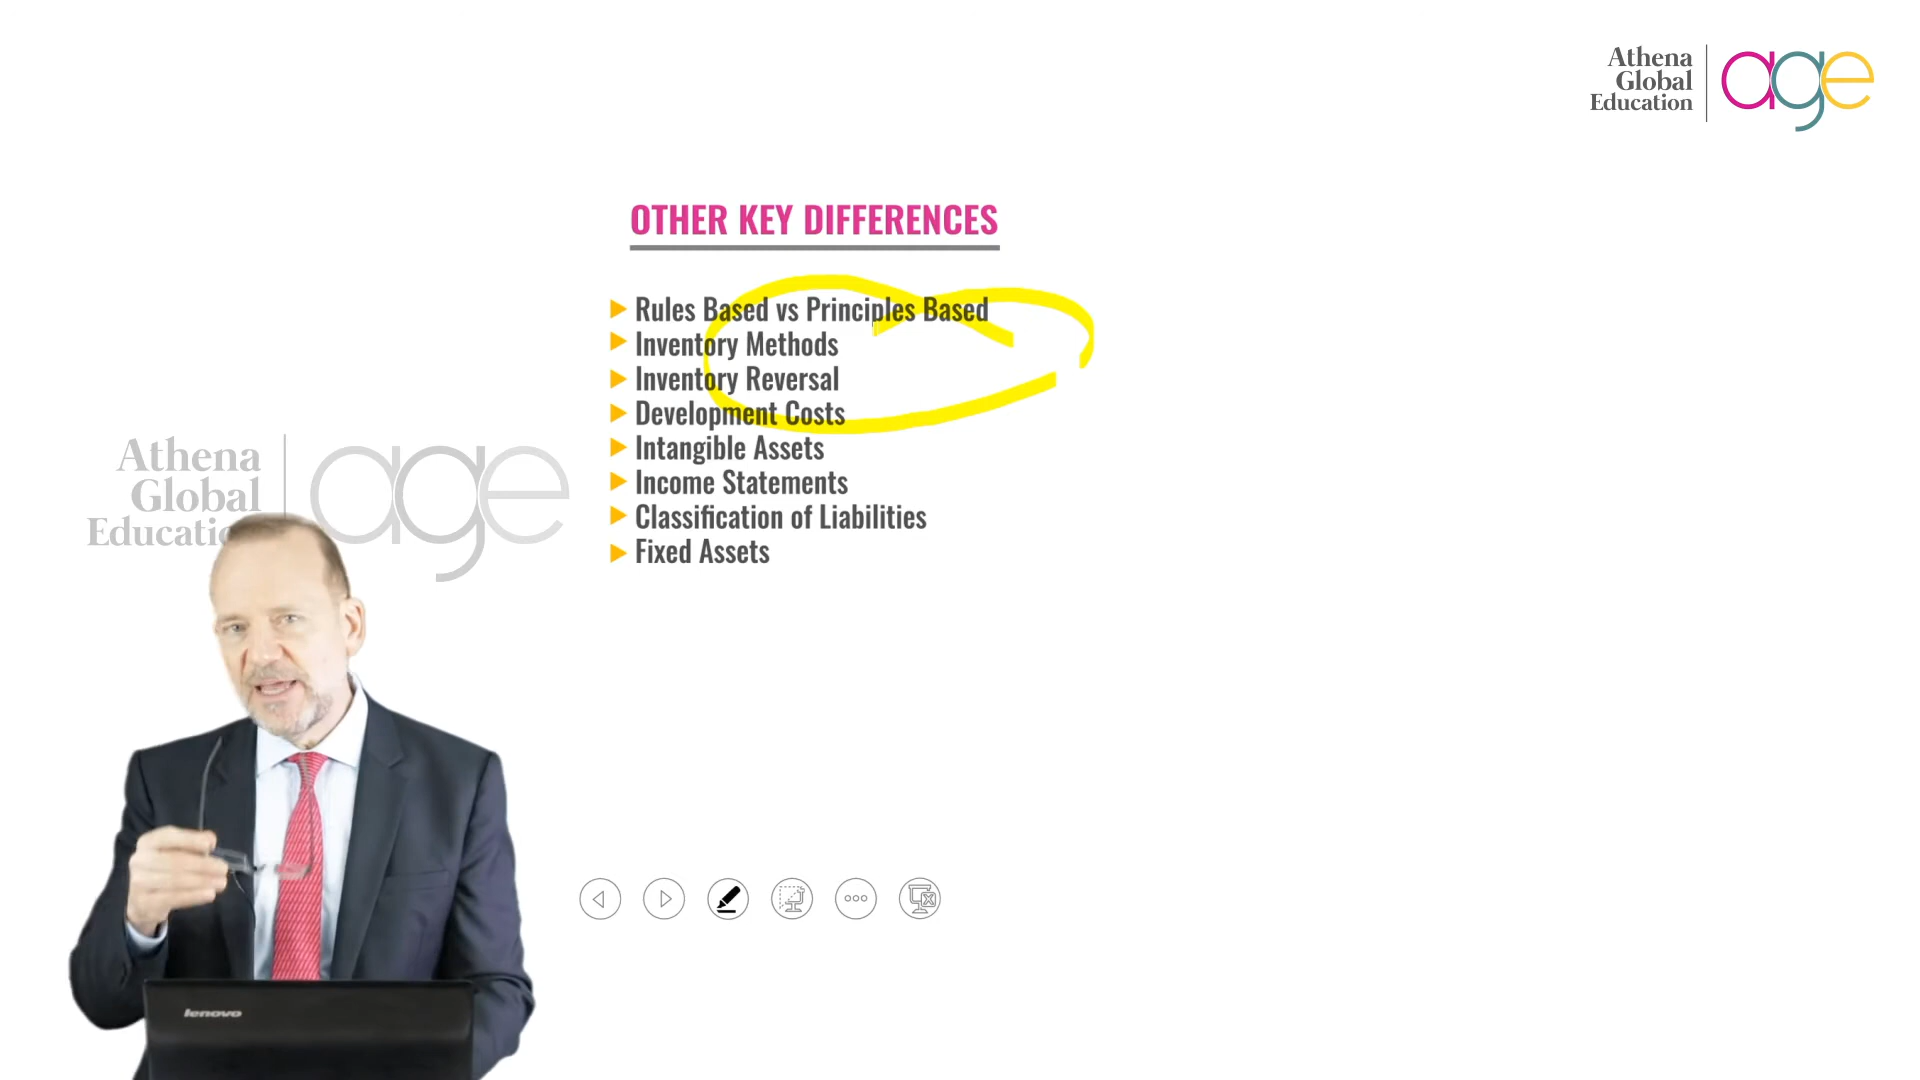 Athena
Global
Education
age
OTHER KEY DIFFERENCES
Rules Based vs Principles Based
Inventory Methods
Inventory Reversal
Development Costs
Intangible Assets
Income Statements
Classification of Liabilities
Fixed Assets
Athena
Global
Educatio
age
lenovo